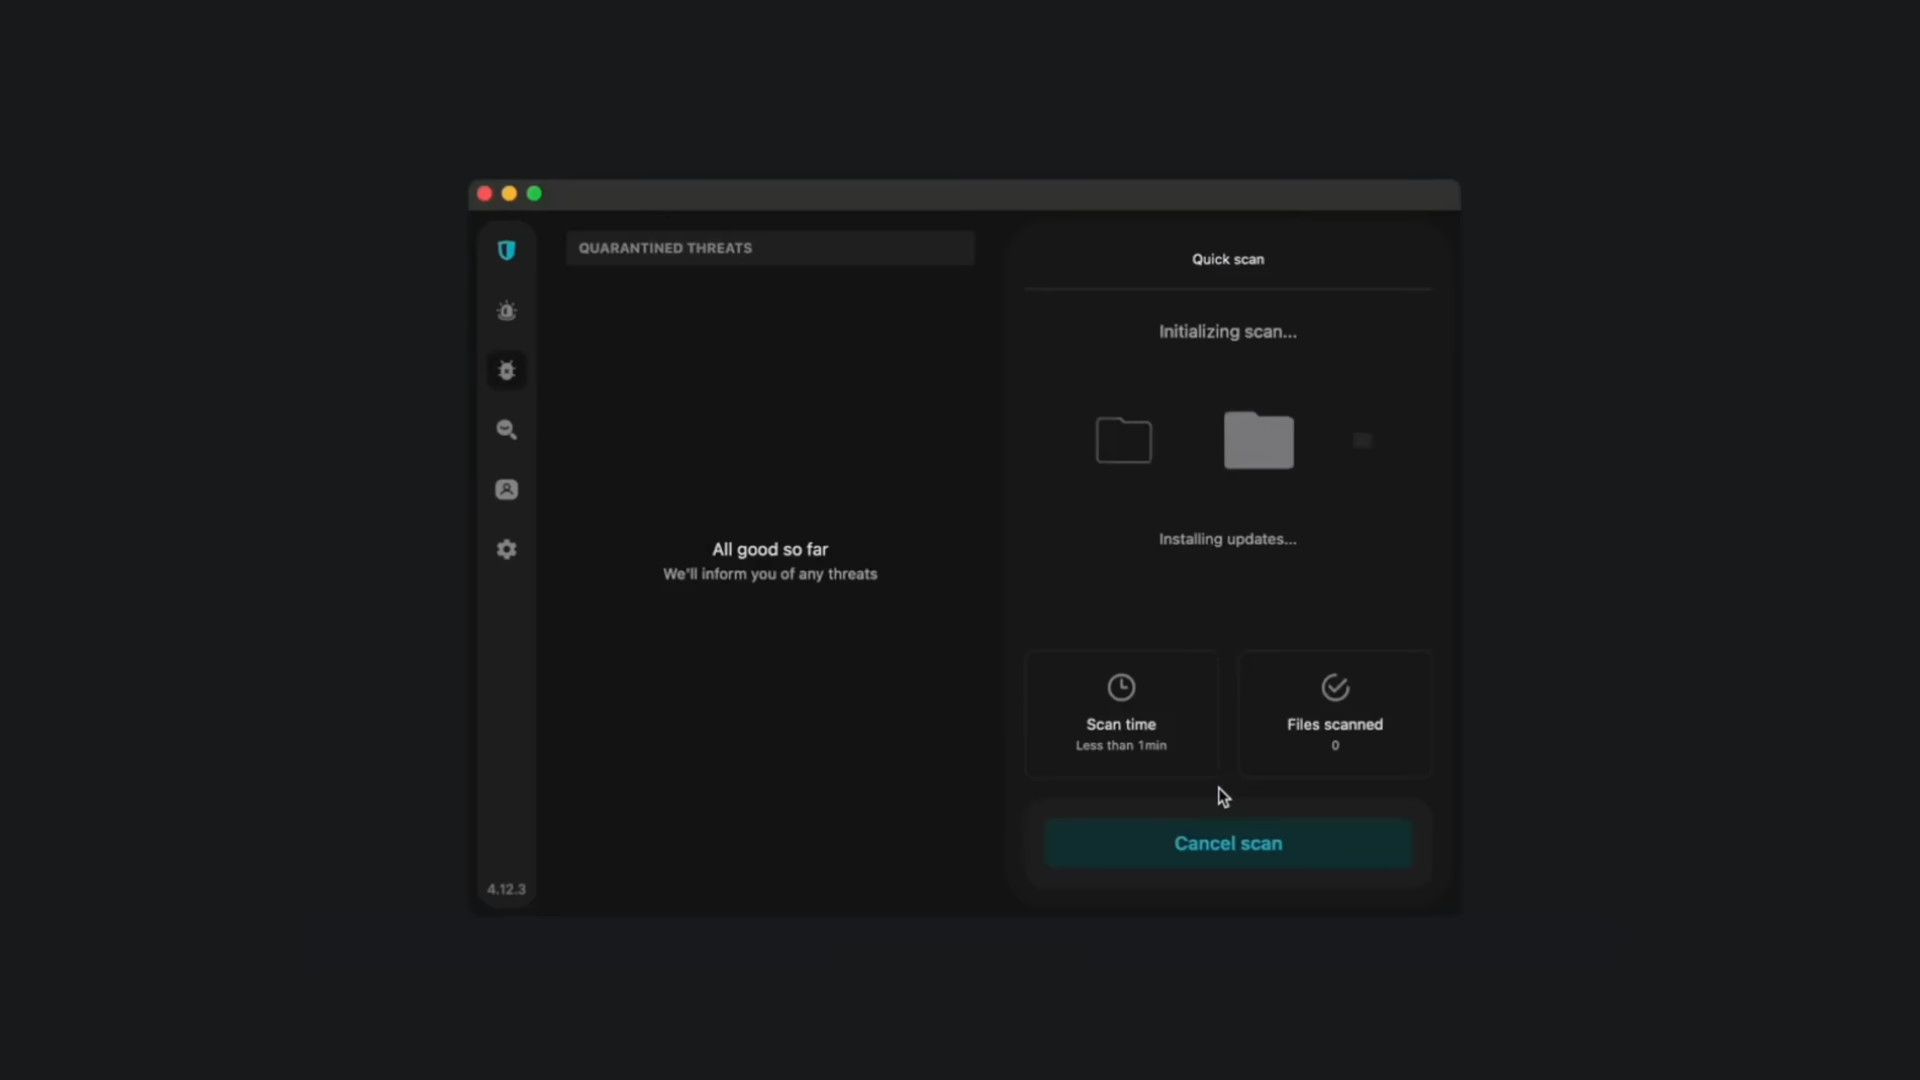 QUARANTINED THREATS
All good so far
We'll inform you of any threats
Quick scan
Initializing scan...
Installing updates...
Scan time
Less than 1min
Files scanned
0
Cancel scan
4.12.3